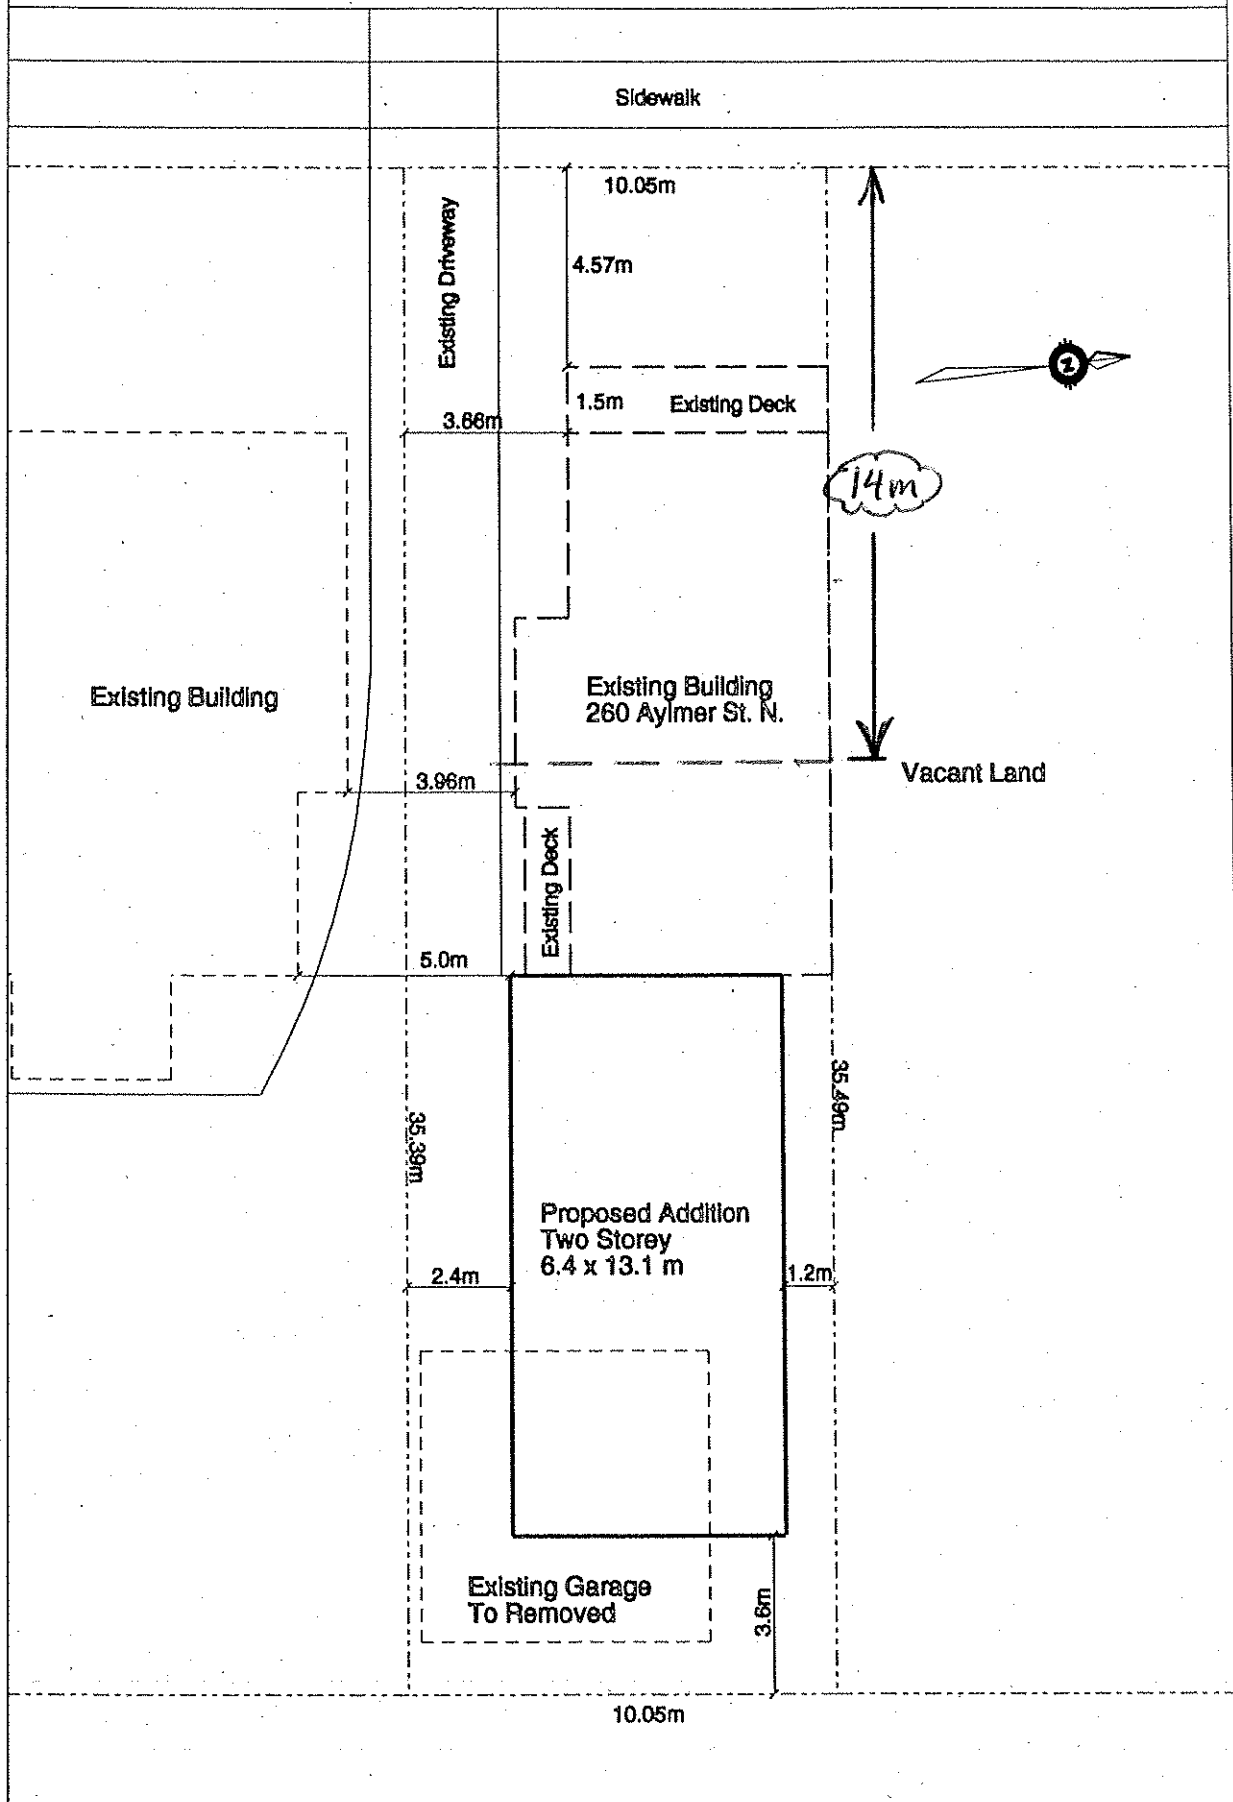 Sidewalk
10.05m
Existing Driveway
4.57m
1.5m
Existing Deck
3.66m
N
14m
Existing Building
Existing Building
260 Aylmer St. N.
3.96m
Vacant Land
Existing Deck
5.0m
35.49m
35.39m
Proposed Addition
Two Storey
6.4 x 13.1 m
2.4m
1.2m
Existing Garage
To Removed
3.6m
10.05m